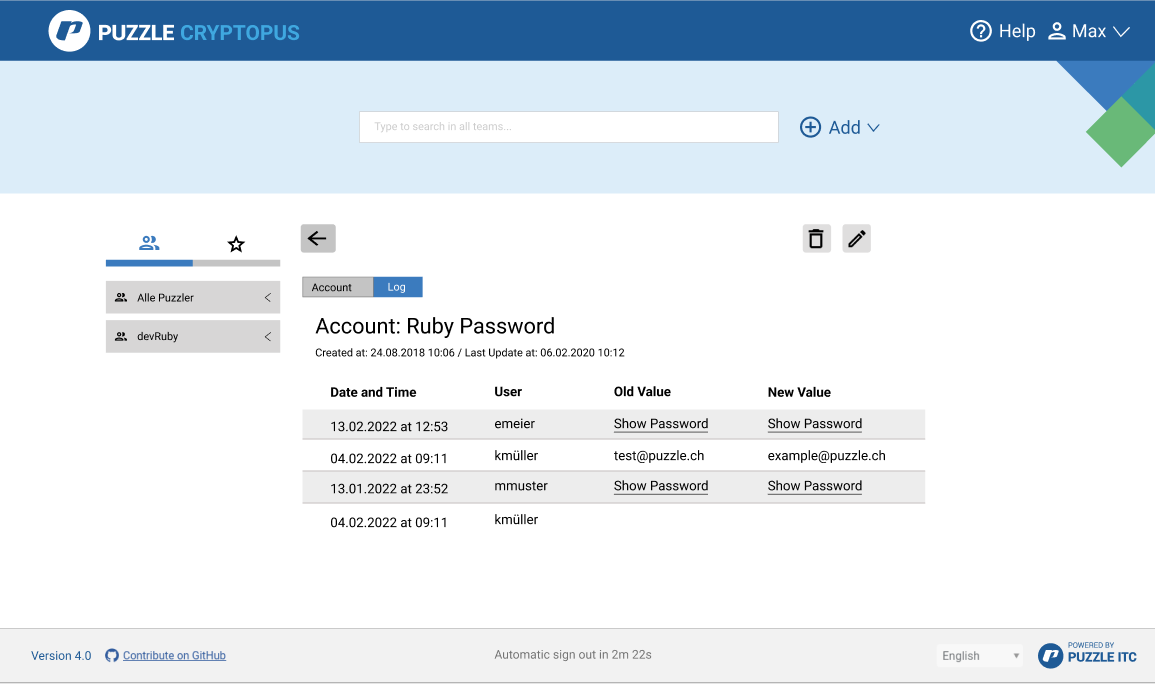 PUZZLE CRYPTOPUS
Help Max
Type to search in all teams...
Add
Alle Puzzler
devRuby
Account Log
Account: Ruby Password
Created at: 24.08.2018 10:06 / Last Update at: 06.02.2020 10:12
Date and Time User Old Value New Value
13.02.2022 at 12:53 emeier Show Password Show Password
04.02.2022 at 09:11 kmüller test@puzzle.ch example@puzzle.ch
13.01.2022 at 23:52 mmuster Show Password Show Password
04.02.2022 at 09:11 kmüller
Version 4.0 Contribute on GitHub
Automatic sign out in 2m 22s
English
POWERED BY
PUZZLE ITC